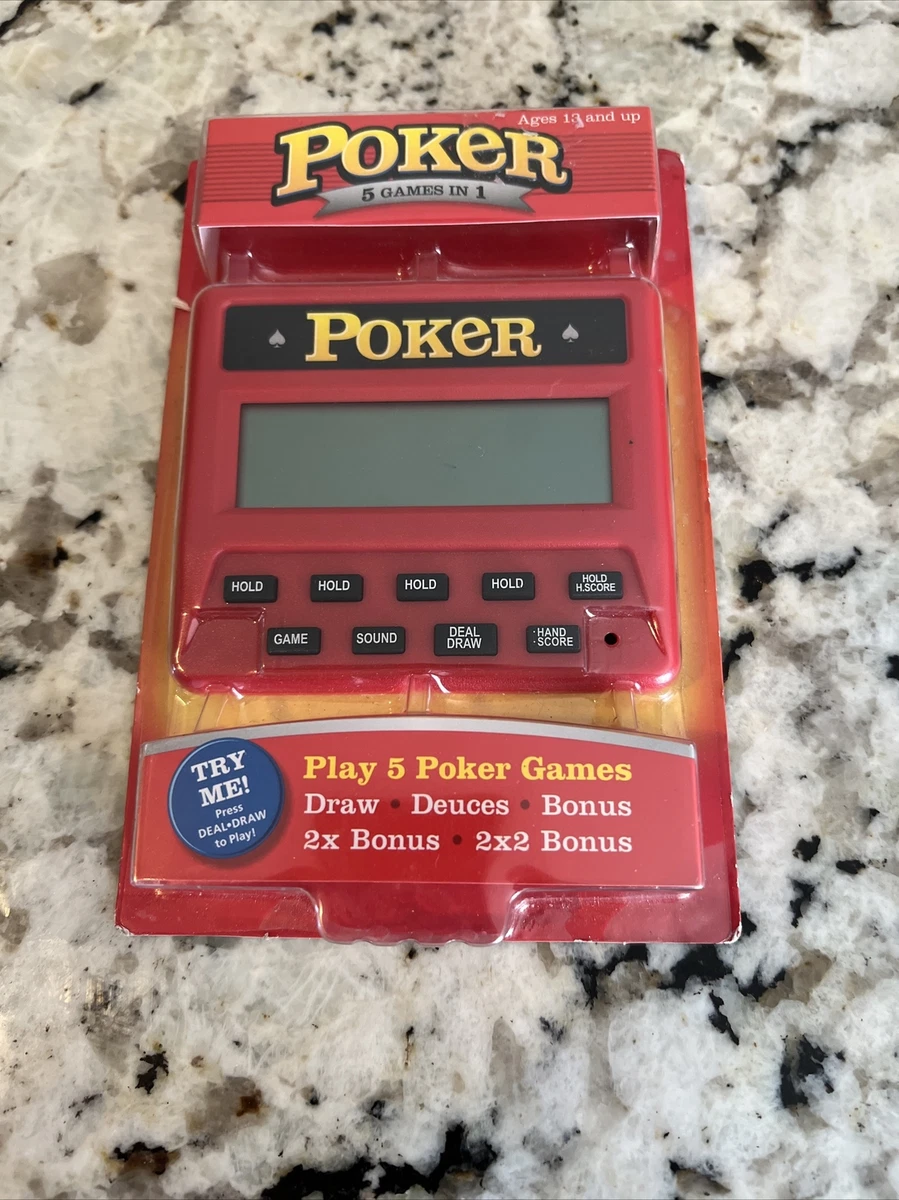 Ages 13 and up
POKeR
5 GAMES IN 1
POKeR
HOLD HOLD HOLD HOLD HOLD
H.SCORE
GAME SOUND DEAL
DRAW
·HAND
·SCORE
TRY
ME!
Press
DEAL•DRAW
to Play!
Play 5 Poker Games
Draw • Deuces • Bonus
2x Bonus • 2x2 Bonus